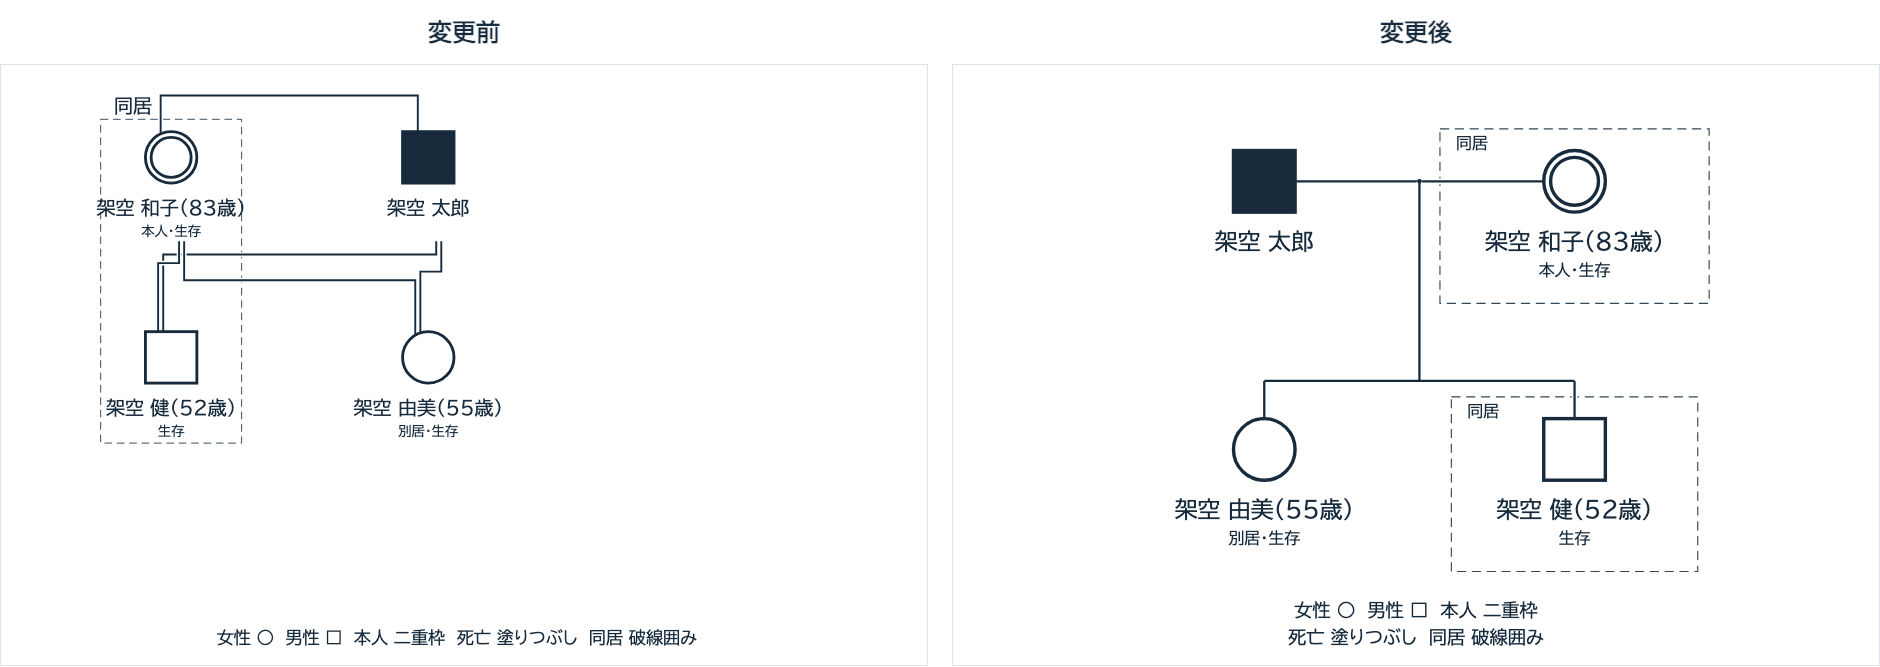 変更前
同居
架空 和子(83歳)
本人・生存
架空 太郎
架空 健(52歳)
生存
架空 由美(55歳)
別居・生存
女性 ○ 男性 □ 本人 二重枠 死亡 塗りつぶし 同居 破線囲み
変更後
同居
架空 太郎
架空 和子(83歳)
本人・生存
同居
架空 由美(55歳)
別居・生存
架空 健(52歳)
生存
女性 ○ 男性 □ 本人 二重枠
死亡 塗りつぶし 同居 破線囲み